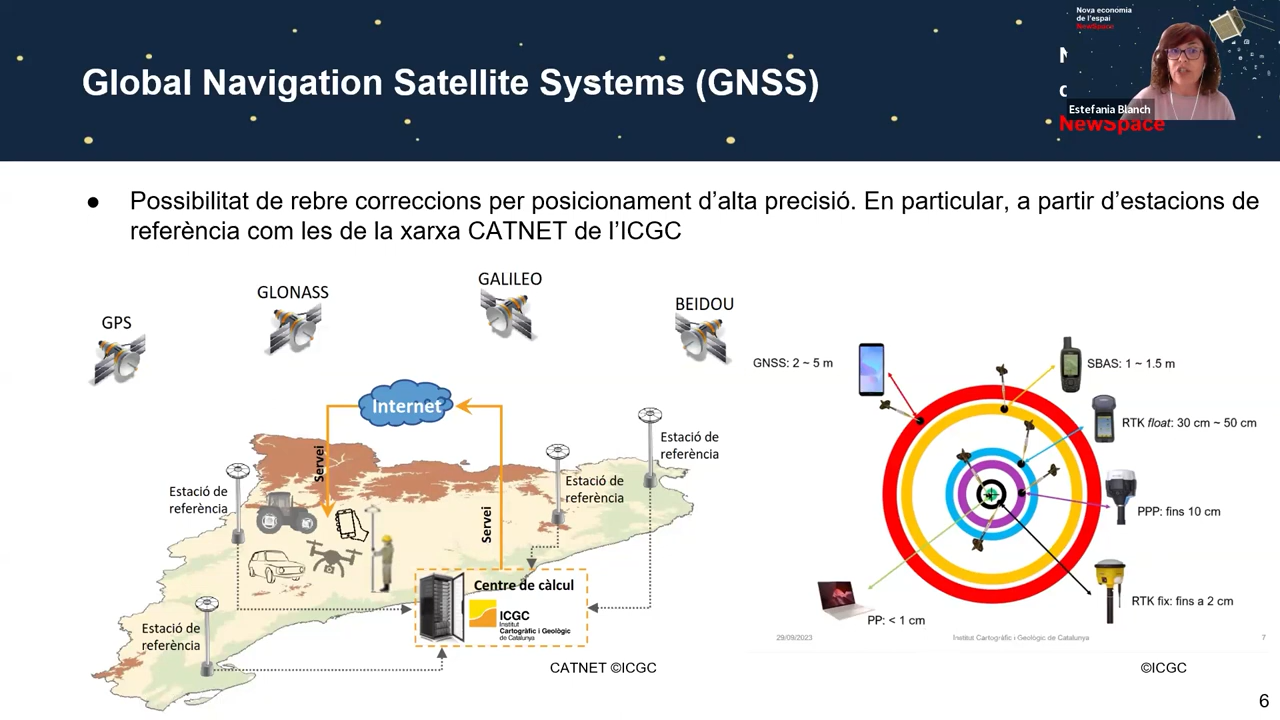 Nova economia
de l'espai
NewSpace
Global Navigation Satellite Systems (GNSS)
Estefania Blanch
NewSpace
● Possibilitat de rebre correccions per posicionament d'alta precisió. En particular, a partir d'estacions de
referència com les de la xarxa CATNET de l'ICGC
GPS
GLONASS
GALILEO
BEIDOU
Internet
Servei
Servei
Estació de
referència
Estació de
referència
Estació de
referència
Estació de
referència
Centre de càlcul
ICGC
Institut
Cartogràfic i Geològic
de Catalunya
CATNET ©ICGC
GNSS: 2 ~ 5 m
SBAS: 1 ~ 1.5 m
RTK float: 30 cm ~ 50 cm
PPP: fins 10 cm
RTK fix: fins a 2 cm
PP: < 1 cm
29/09/2023
Institut Cartogràfic i Geològic de Catalunya
7
©ICGC
6